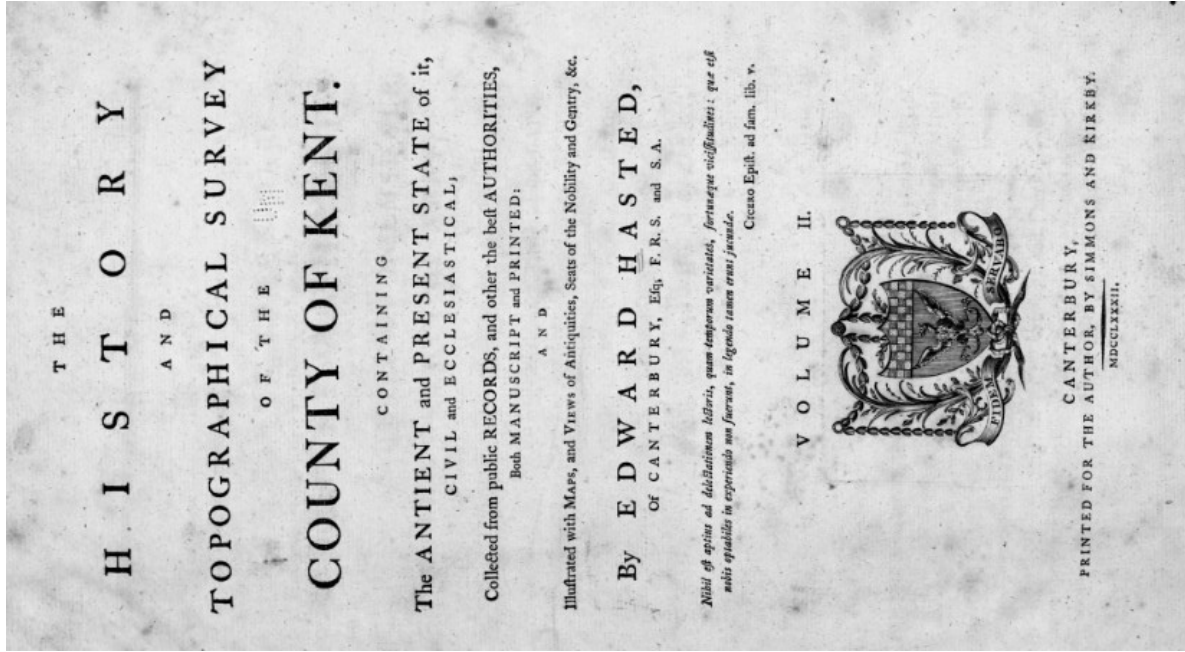 THE
HISTORY
AND
TOPOGRAPHICAL SURVEY
OF THE
COUNTY OF KENT.
CONTAINING
The ANTIENT and PRESENT STATE of it,
CIVIL and ECCLESIASTICAL;
Collected from public RECORDS, and other the beſt AUTHORITIES,
Both MANUSCRIPT and PRINTED:
AND
Illuſtrated with MAPS, and VIEWS of Antiquities, Seats of the Nobility and Gentry, &c.
By EDWARD HASTED,
Of CANTERBURY, Eſq; F. R. S. and S. A.
Nihil eſt aptius ad delectationem lectoris, quam temporum varietates, fortunæque viciſſitudines: quæ etſi
nobis optabiles in experiendo non fuerunt, in legendo tamen erunt jucundæ.
CICERO Epiſt. ad fam. lib. v.
VOLUME II.
PTIOREM SERVABO
CANTERBURY,
PRINTED FOR THE AUTHOR, BY SIMMONS AND KIRKBY.
MDCCLXXXII.